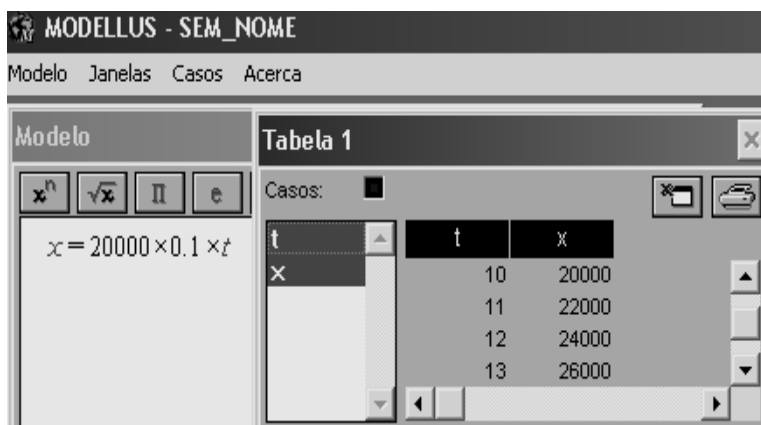 MODELLUS - SEM_NOME
Modelo Janelas Casos Acerca
Modelo
xⁿ √x Π e
x = 20000 × 0.1 × t
Tabela 1
Casos:
t
x
t x
10 20000
11 22000
12 24000
13 26000